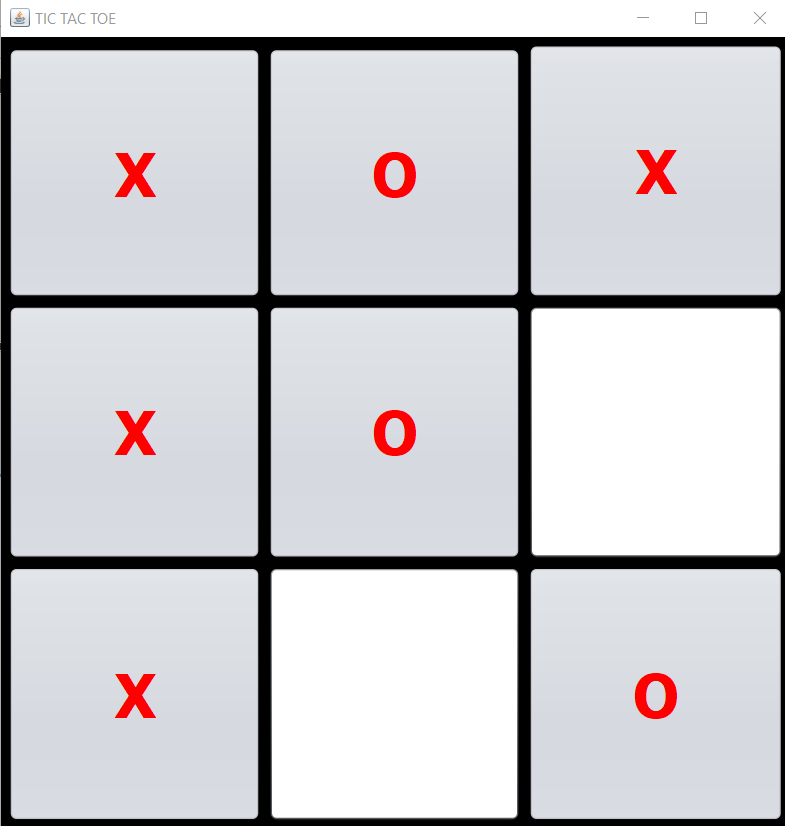 TIC TAC TOE
X O X
X O
X O